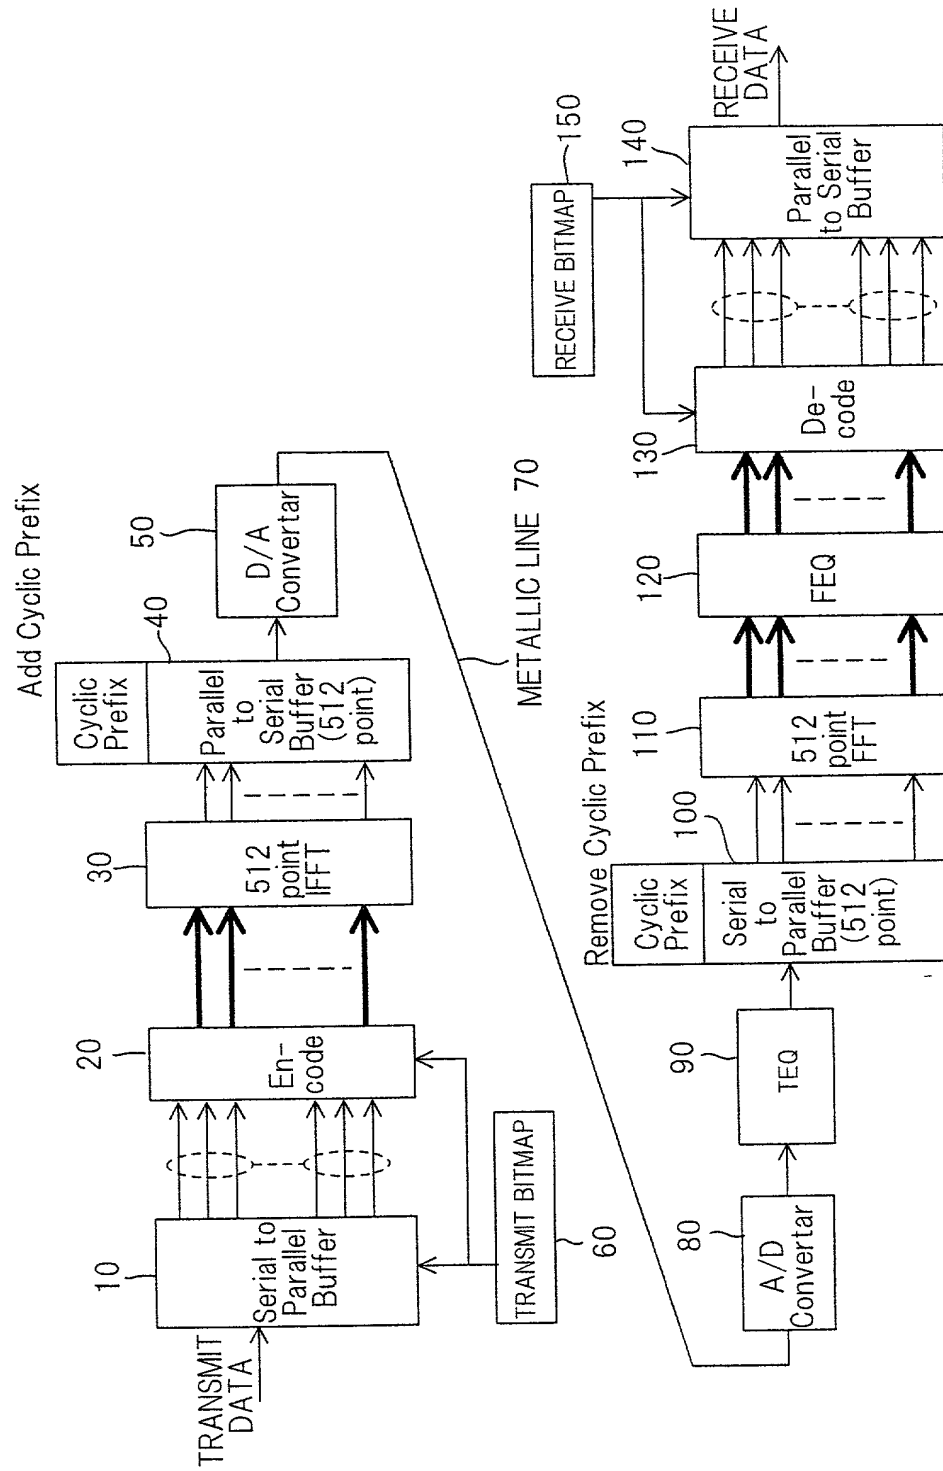 TRANSMIT
DATA
10
Serial to
Parallel
Buffer
20
En-
code
30
512
point
IFFT
Add Cyclic Prefix
Cyclic
Prefix
40
Parallel
to
Serial
Buffer
(512
point)
50
D/A
Convertar
TRANSMIT BITMAP
60
METALLIC LINE 70
80
A/D
Convertar
90
TEQ
Remove Cyclic Prefix
Cyclic
Prefix
100
Serial
to
Parallel
Buffer
(512
point)
110
512
point
FFT
120
FEQ
130
De-
code
RECEIVE BITMAP
150
140
Parallel
to Serial
Buffer
RECEIVE
DATA